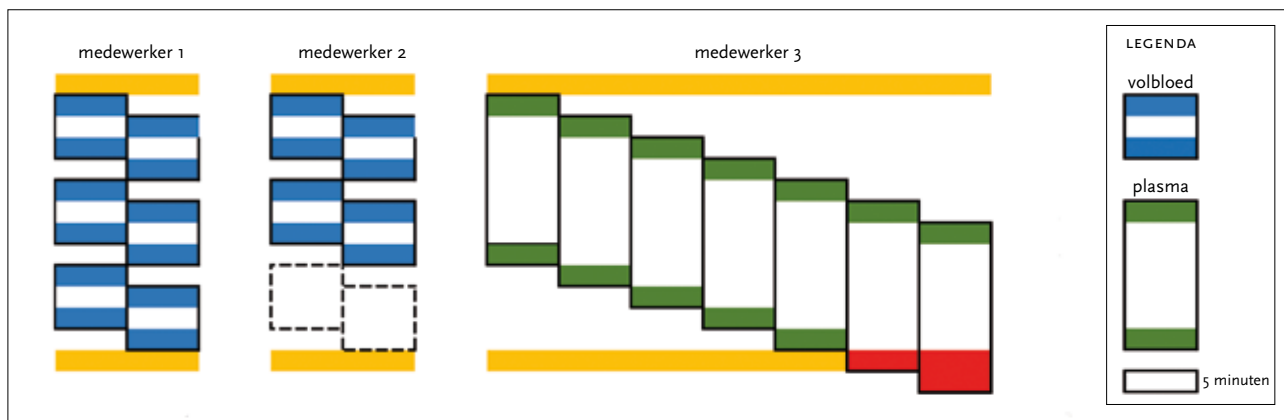 medewerker 1
medewerker 2
medewerker 3
LEGENDA
volbloed
plasma
5 minuten